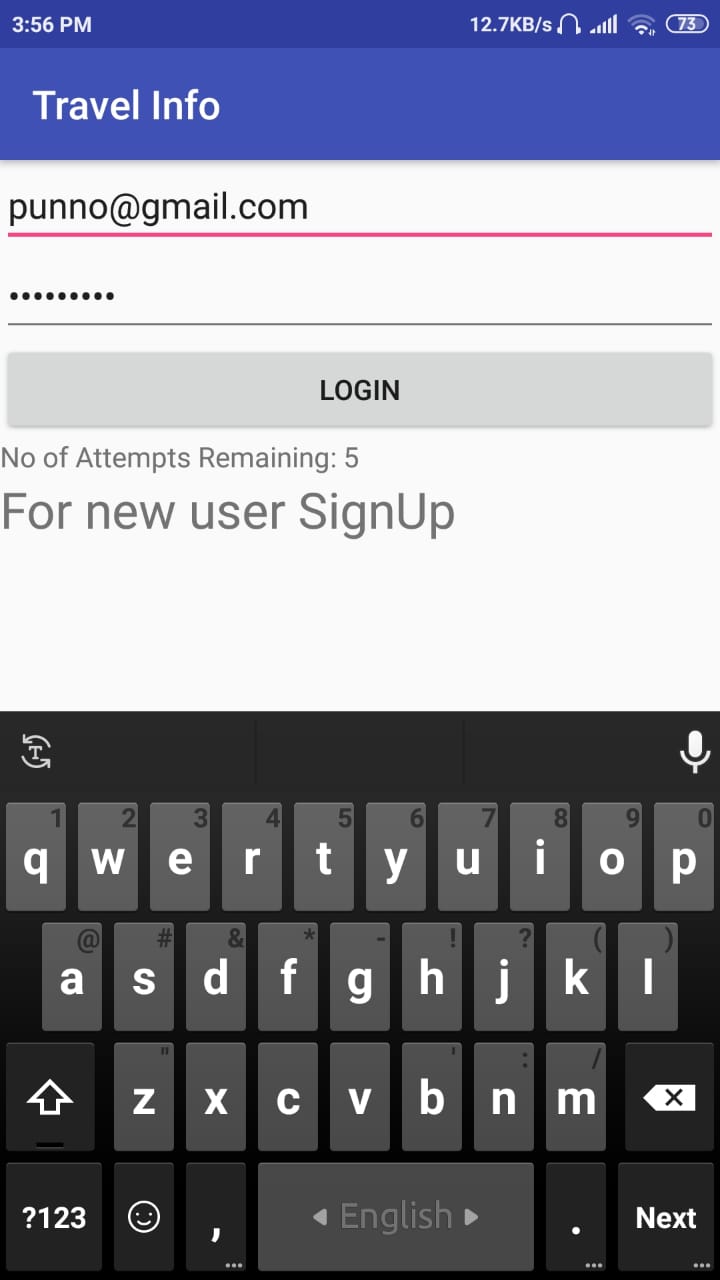 3:56 PM 12.7KB/s 73
Travel Info
punno@gmail.com
•••••••••
LOGIN
No of Attempts Remaining: 5
For new user SignUp
1 2 3 4 5 6 7 8 9 0
q w e r t y u i o p
@ # & * - ! ? ( )
a s d f g h j k l
" ' : /
z x c v b n m
?123 , English . Next